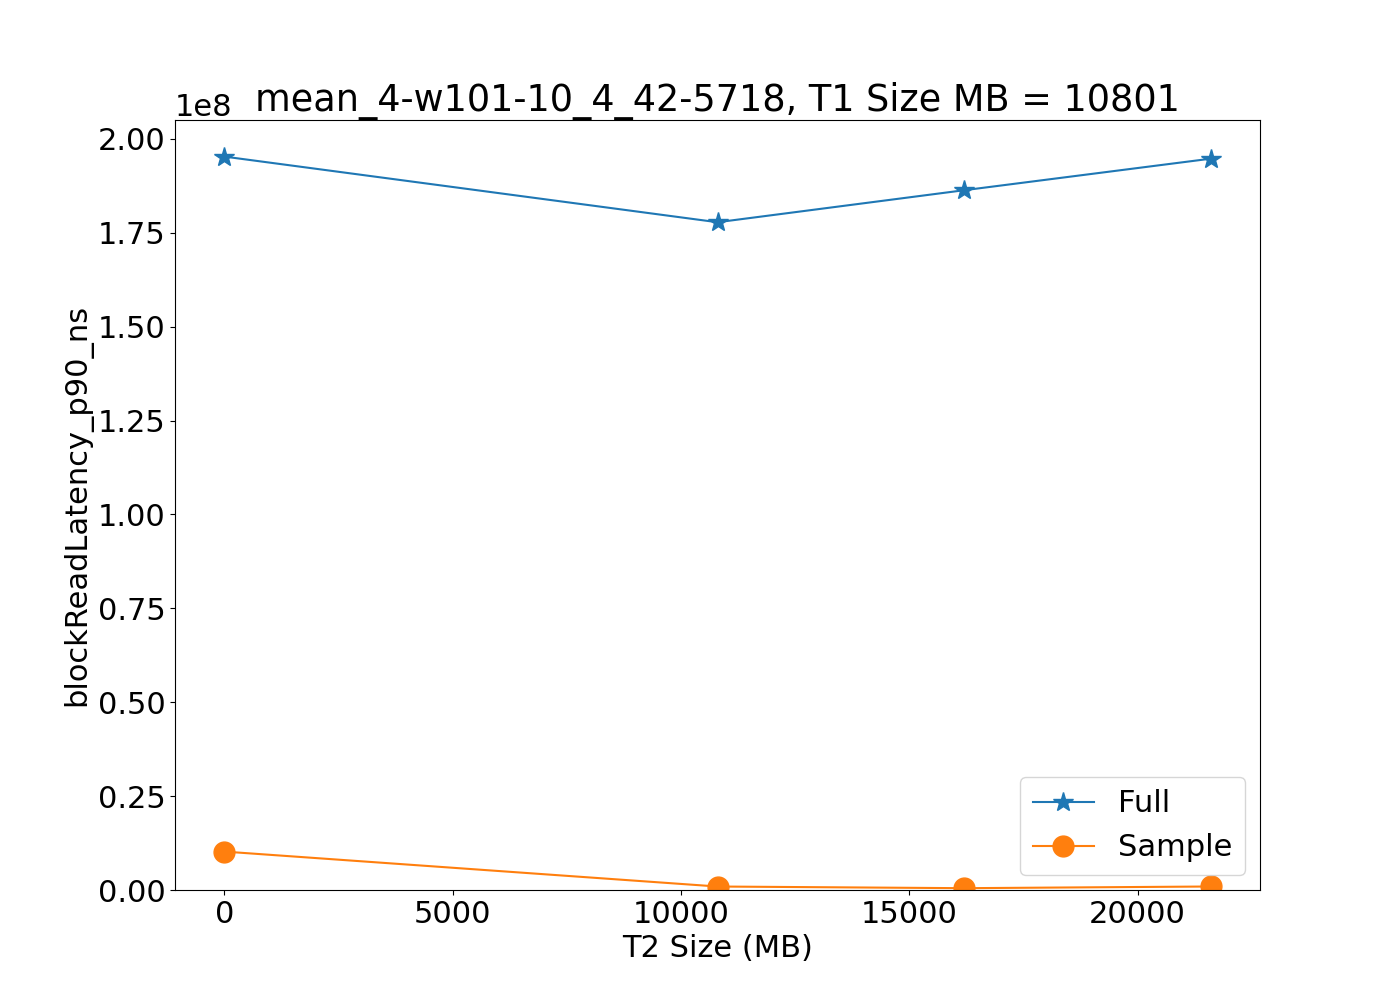 1e8
mean_4-w101-10_4_42-5718, T1 Size MB = 10801
2.00
1.75
1.50
1.25
1.00
0.75
0.50
0.25
0.00
blockReadLatency_p90_ns
Full
Sample
0 5000 10000 15000 20000
T2 Size (MB)